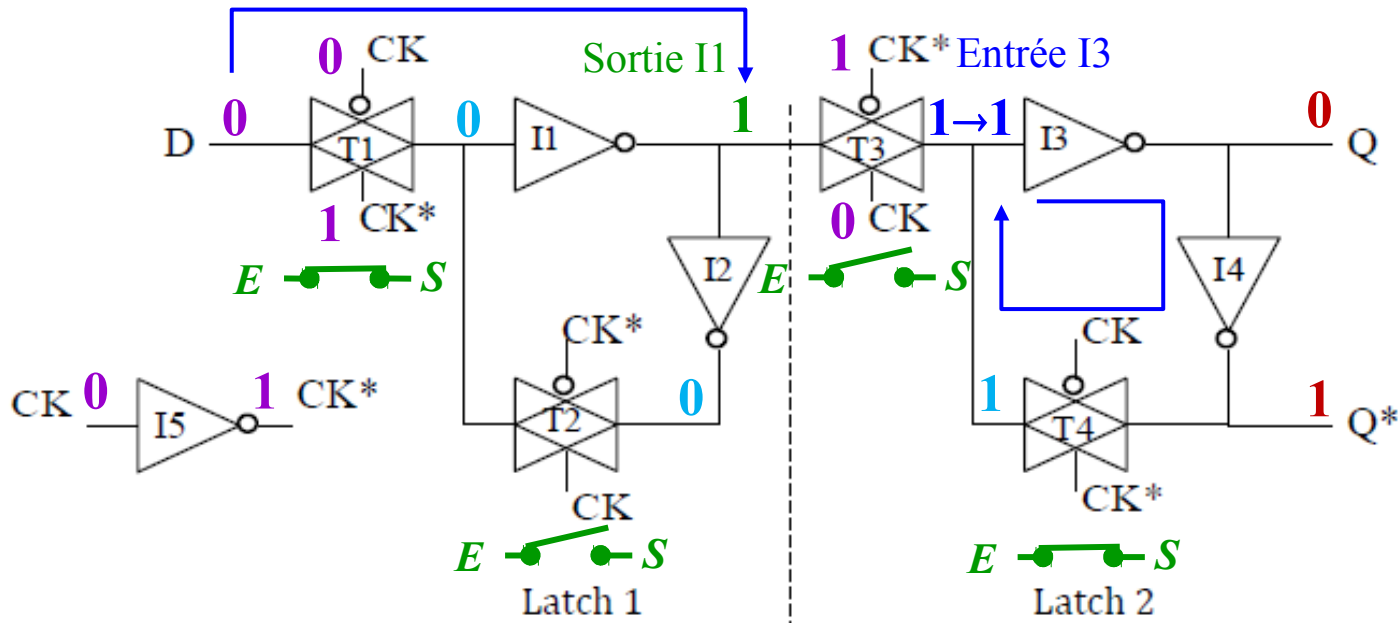 0 CK
Sortie I1
1 CK* Entrée I3
D 0 T1 0 I1 1 T3 1→1 I3 0 Q
1 CK*
0 CK
E S
E S
I2
I4
CK*
CK
CK 0 I5 1 CK*
T2 0
1 T4 1 Q*
CK
CK*
E S
E S
Latch 1
Latch 2